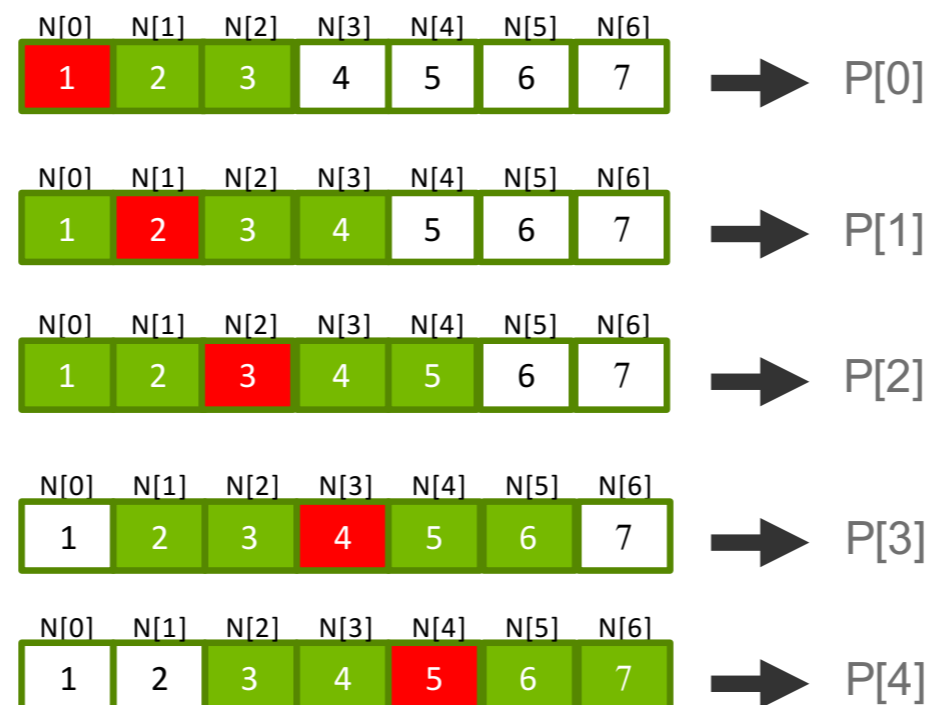 N[0] N[1] N[2] N[3] N[4] N[5] N[6]
1 2 3 4 5 6 7 P[0]
N[0] N[1] N[2] N[3] N[4] N[5] N[6]
1 2 3 4 5 6 7 P[1]
N[0] N[1] N[2] N[3] N[4] N[5] N[6]
1 2 3 4 5 6 7 P[2]
N[0] N[1] N[2] N[3] N[4] N[5] N[6]
1 2 3 4 5 6 7 P[3]
N[0] N[1] N[2] N[3] N[4] N[5] N[6]
1 2 3 4 5 6 7 P[4]